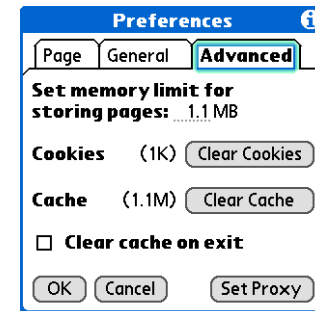 Preferences i
Page General Advanced
Set memory limit for
storing pages: 1.1 MB
Cookies (1K) Clear Cookies
Cache (1.1M) Clear Cache
Clear cache on exit
OK Cancel Set Proxy